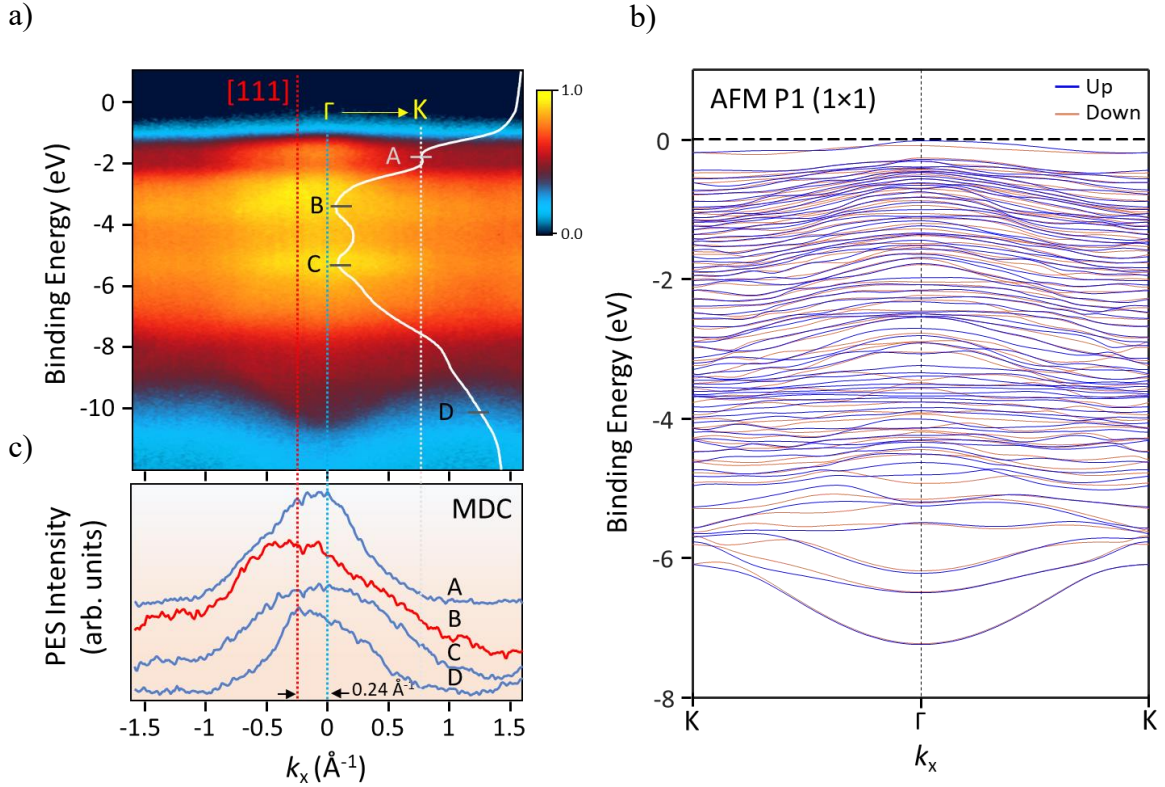 a)
[111]
Γ
K
0
-2
-4
-6
-8
-10
Binding Energy (eV)
A
B
C
D
1.0
0.0
b)
AFM P1 (1×1)
Up
Down
0
-2
-4
-6
-8
Binding Energy (eV)
K
Γ
K
kx
c)
MDC
PES Intensity
(arb. units)
A
B
C
D
0.24 Å-1
-1.5
-1
-0.5
0
0.5
1
1.5
kx (Å-1)